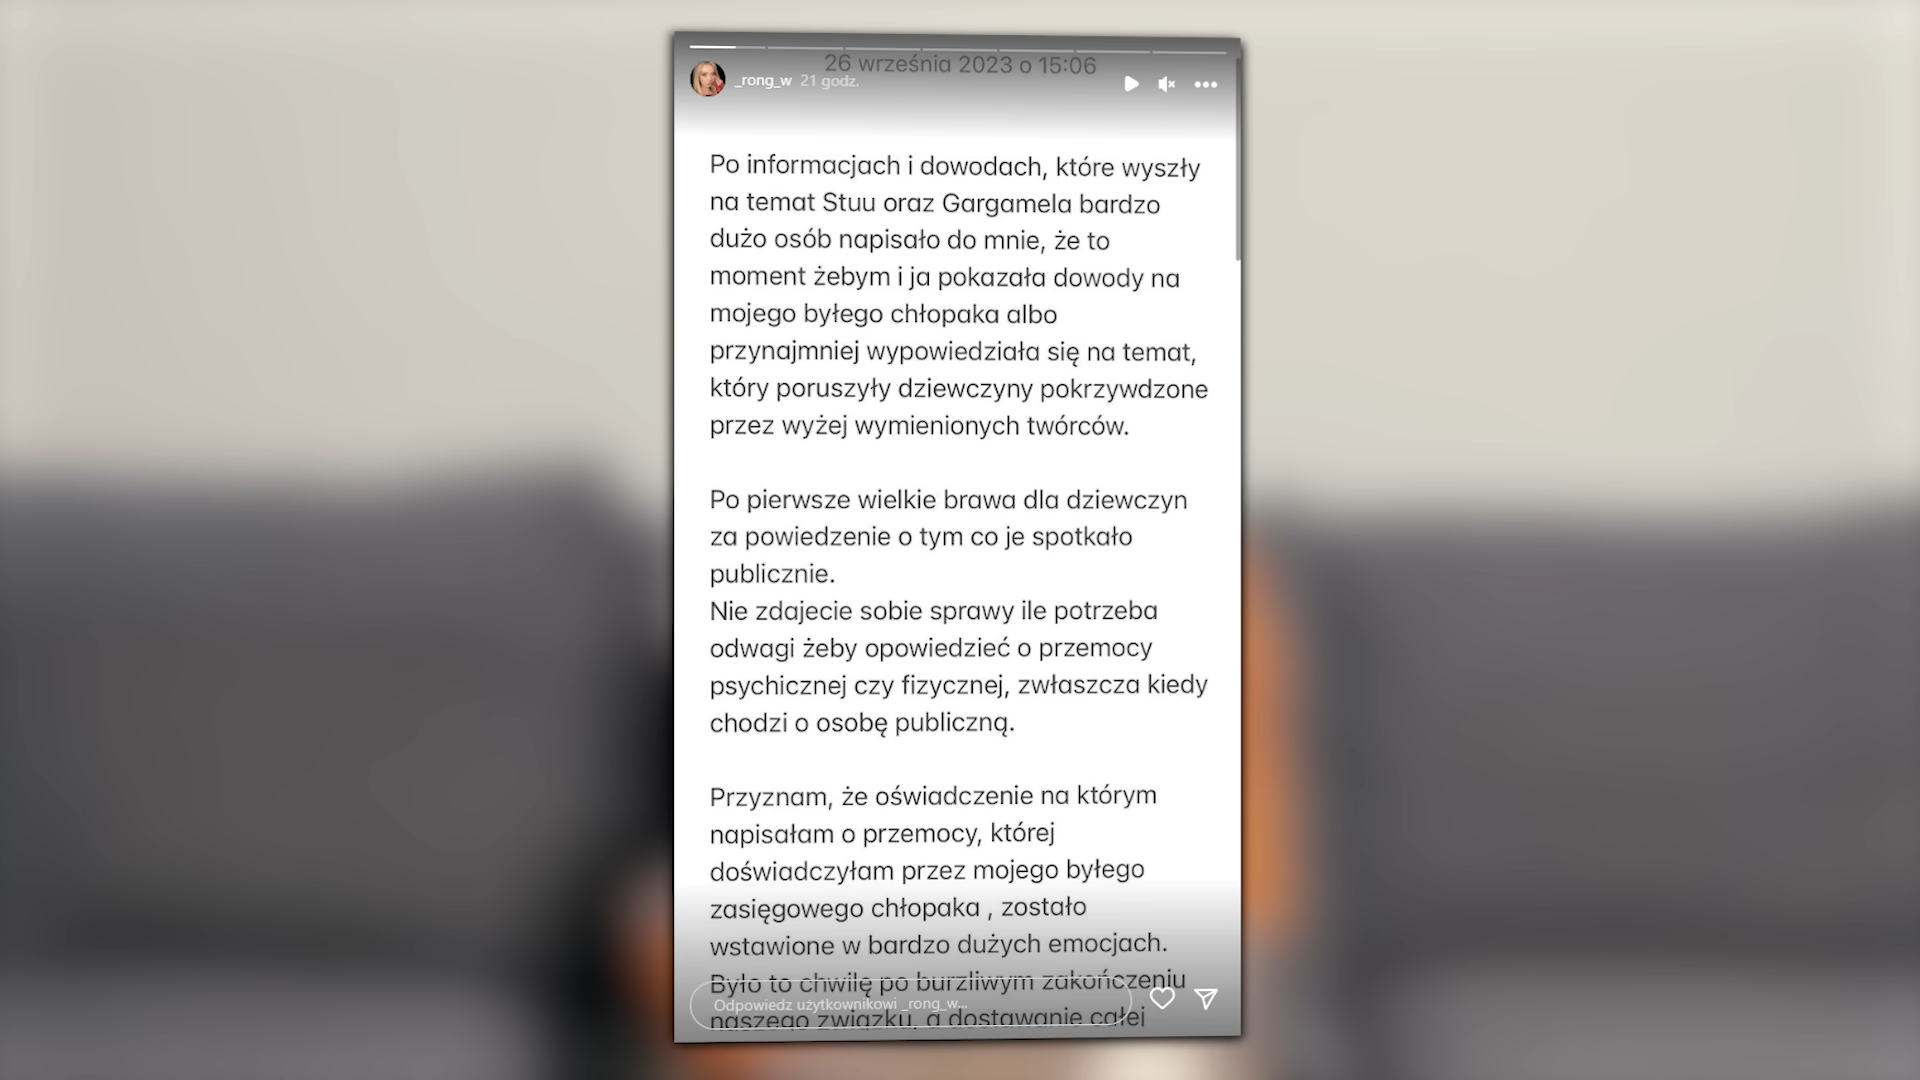 26 września 2023 o 15:06
_rong_w 21 godz.
Po informacjach i dowodach, które wyszły
na temat Stuu oraz Gargamela bardzo
dużo osób napisało do mnie, że to
moment żebym i ja pokazała dowody na
mojego byłego chłopaka albo
przynajmniej wypowiedziała się na temat,
który poruszyły dziewczyny pokrzywdzone
przez wyżej wymienionych twórców.
Po pierwsze wielkie brawa dla dziewczyn
za powiedzenie o tym co je spotkało
publicznie.
Nie zdajecie sobie sprawy ile potrzeba
odwagi żeby opowiedzieć o przemocy
psychicznej czy fizycznej, zwłaszcza kiedy
chodzi o osobę publiczną.
Przyznam, że oświadczenie na którym
napisałam o przemocy, której
doświadczyłam przez mojego byłego
zasięgowego chłopaka , zostało
wstawione w bardzo dużych emocjach.
Było to chwilę po burzliwym zakończeniu
Odpowiedz użytkownikowi _rong_w...
naszego związku, a dostawanie całej